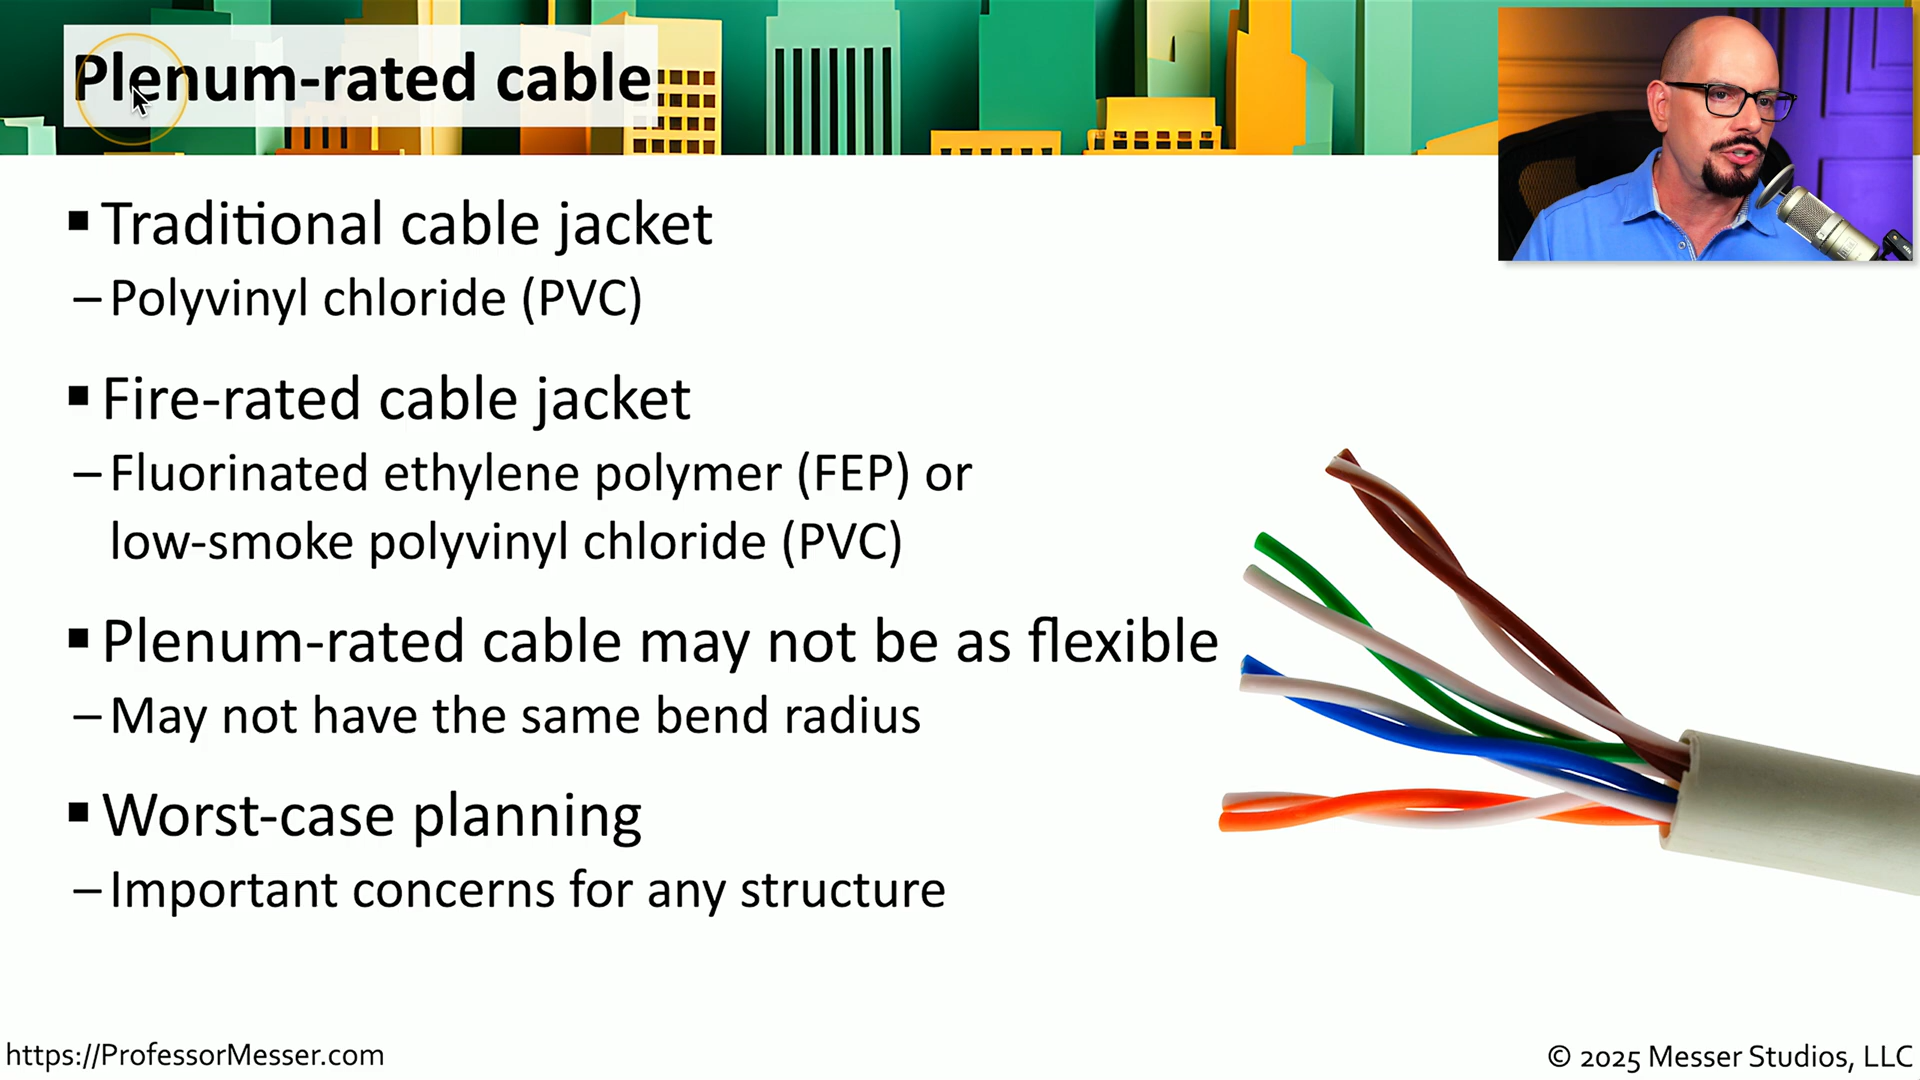 Plenum-rated cable
▪ Traditional cable jacket
– Polyvinyl chloride (PVC)
▪ Fire-rated cable jacket
– Fluorinated ethylene polymer (FEP) or
low-smoke polyvinyl chloride (PVC)
▪ Plenum-rated cable may not be as flexible
– May not have the same bend radius
▪ Worst-case planning
– Important concerns for any structure
https://ProfessorMesser.com
© 2025 Messer Studios, LLC